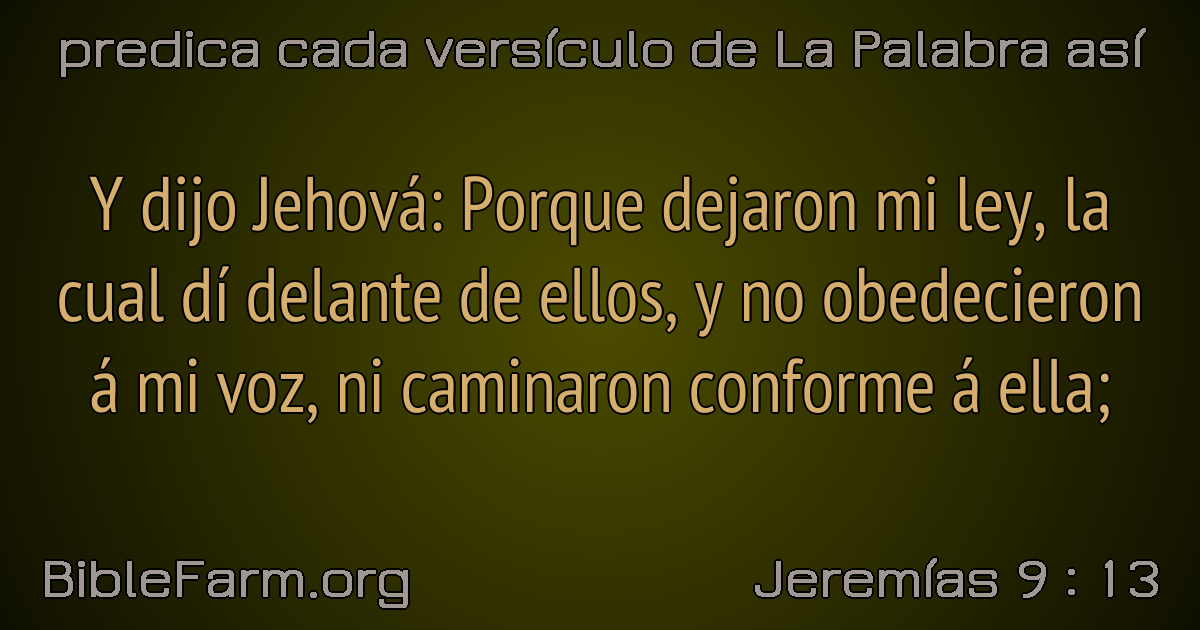 predica cada versículo de La Palabra así
Y dijo Jehová: Porque dejaron mi ley, la
cual dí delante de ellos, y no obedecieron
á mi voz, ni caminaron conforme á ella;
BibleFarm.org
Jeremías 9 : 13